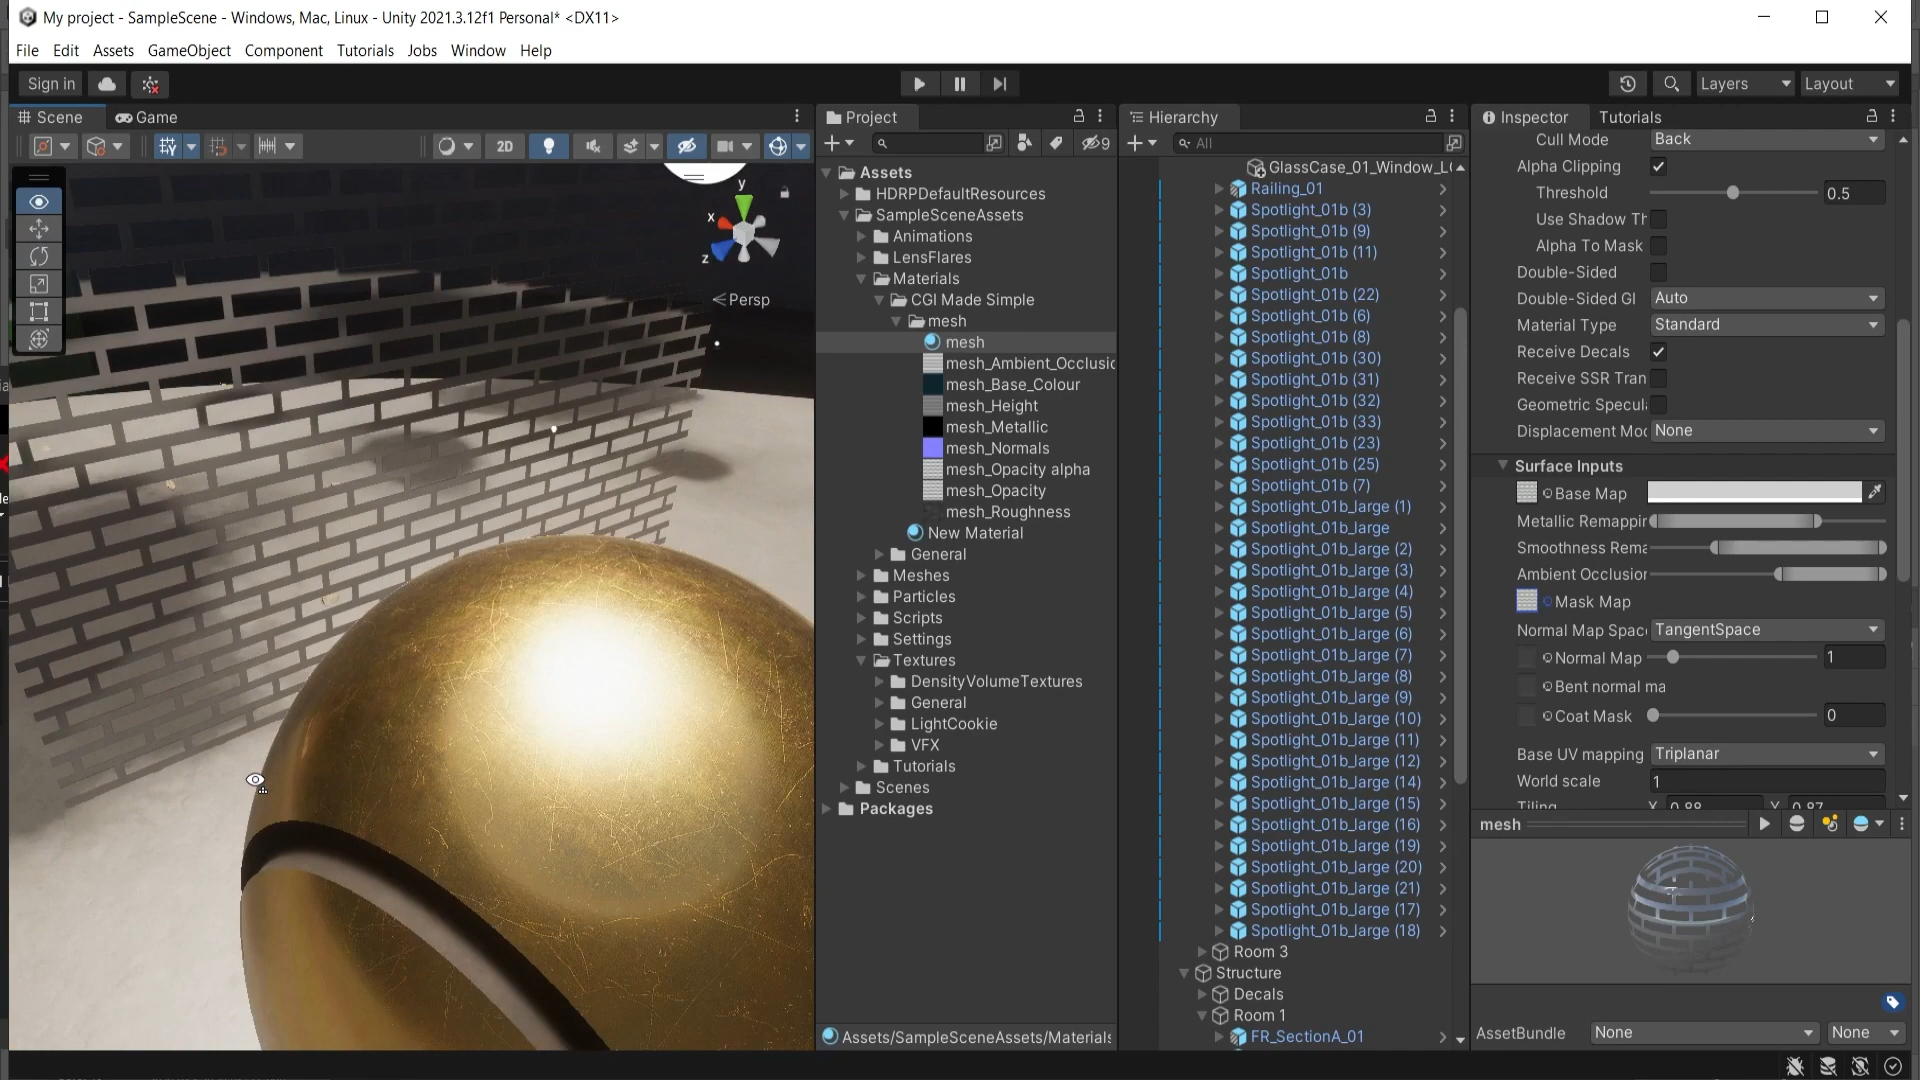 My project - SampleScene - Windows, Mac, Linux - Unity 2021.3.12f1 Personal* <DX11>
File Edit Assets GameObject Component Tutorials Jobs Window Help
Sign in
Layers
Layout
Scene
Game
2D
y
x
z
Persp
Project
9
Assets
HDRPDefaultResources
SampleSceneAssets
Animations
LensFlares
Materials
CGI Made Simple
mesh
mesh
mesh_Ambient_Occlusic
mesh_Base_Colour
mesh_Height
mesh_Metallic
mesh_Normals
mesh_Opacity alpha
mesh_Opacity
mesh_Roughness
New Material
General
Meshes
Particles
Scripts
Settings
Textures
DensityVolumeTextures
General
LightCookie
VFX
Tutorials
Scenes
Packages
Assets/SampleSceneAssets/Materials
Hierarchy
All
GlassCase_01_Window_L(
Railing_01
Spotlight_01b (3)
Spotlight_01b (9)
Spotlight_01b (11)
Spotlight_01b
Spotlight_01b (22)
Spotlight_01b (6)
Spotlight_01b (8)
Spotlight_01b (30)
Spotlight_01b (31)
Spotlight_01b (32)
Spotlight_01b (33)
Spotlight_01b (23)
Spotlight_01b (25)
Spotlight_01b (7)
Spotlight_01b_large (1)
Spotlight_01b_large
Spotlight_01b_large (2)
Spotlight_01b_large (3)
Spotlight_01b_large (4)
Spotlight_01b_large (5)
Spotlight_01b_large (6)
Spotlight_01b_large (7)
Spotlight_01b_large (8)
Spotlight_01b_large (9)
Spotlight_01b_large (10)
Spotlight_01b_large (11)
Spotlight_01b_large (12)
Spotlight_01b_large (14)
Spotlight_01b_large (15)
Spotlight_01b_large (16)
Spotlight_01b_large (19)
Spotlight_01b_large (20)
Spotlight_01b_large (21)
Spotlight_01b_large (17)
Spotlight_01b_large (18)
Room 3
Structure
Decals
Room 1
FR_SectionA_01
Inspector
Tutorials
Cull Mode Back
Alpha Clipping
Threshold 0.5
Use Shadow Th
Alpha To Mask
Double-Sided
Double-Sided GI Auto
Material Type Standard
Receive Decals
Receive SSR Tran
Geometric Specul
Displacement Moc None
Surface Inputs
Base Map
Metallic Remappir
Smoothness Rema
Ambient Occlusior
Mask Map
Normal Map Spac TangentSpace
Normal Map 1
Bent normal ma
Coat Mask 0
Base UV mapping Triplanar
World scale 1
Tiling X 0.88 Y 0.87
mesh
AssetBundle None None